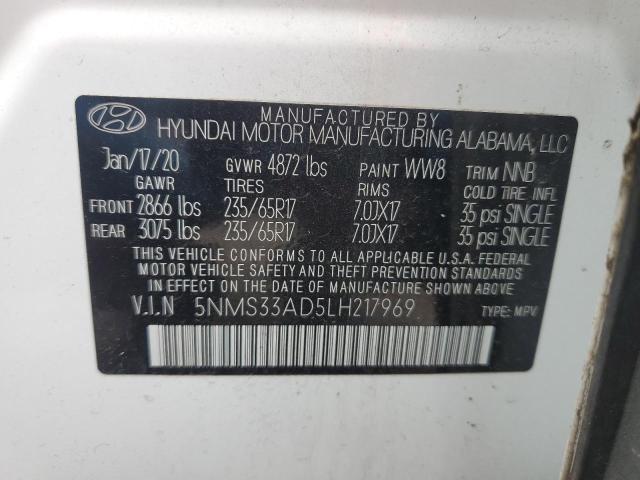 MANUFACTURED BY
HYUNDAI MOTOR MANUFACTURING ALABAMA, LLC
Jan/17/20 GVWR 4872 lbs PAINT WW8 TRIM NNB
GAWR TIRES RIMS COLD TIRE INFL
FRONT 2866 lbs 235/65R17 7.0JX17 35 psi SINGLE
REAR 3075 lbs 235/65R17 7.0JX17 35 psi SINGLE
THIS VEHICLE CONFORMS TO ALL APPLICABLE U.S.A. FEDERAL
MOTOR VEHICLE SAFETY AND THEFT PREVENTION STANDARDS
IN EFFECT ON THE DATE OF MANUFACTURE SHOWN ABOVE.
V.I.N 5NMS33AD5LH217969 TYPE: MPV